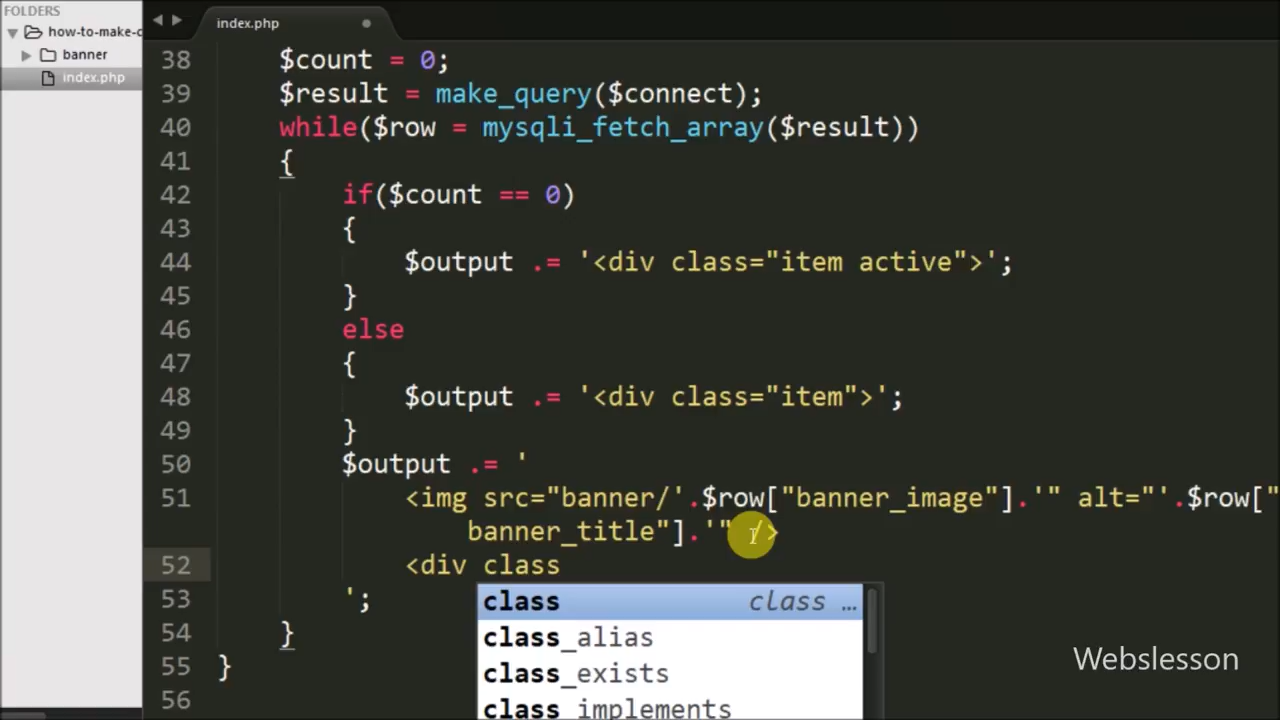 FOLDERS
how-to-make-c
banner
index.php
index.php
38 $count = 0;
39 $result = make_query($connect);
40 while($row = mysqli_fetch_array($result))
41 {
42 if($count == 0)
43 {
44 $output .= '<div class="item active">';
45 }
46 else
47 {
48 $output .= '<div class="item">';
49 }
50 $output .= '
51 <img src="banner/'.$row["banner_image"].'" alt="'.$row["
banner_title"].'" />
52 <div class
class class …
53 ';
class_alias
54 }
class_exists
55 }
class_implements
56
Webslesson